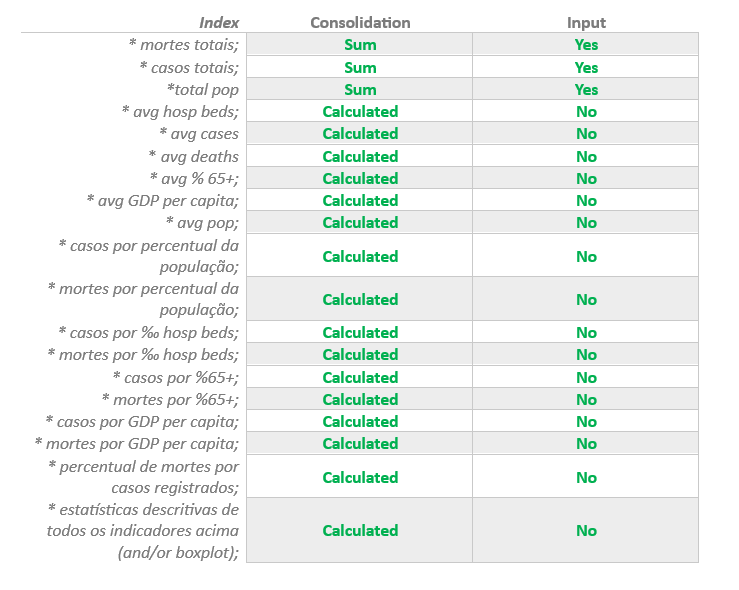 Index Consolidation Input
* mortes totais; Sum Yes
* casos totais; Sum Yes
*total pop Sum Yes
* avg hosp beds; Calculated No
* avg cases Calculated No
* avg deaths Calculated No
* avg % 65+; Calculated No
* avg GDP per capita; Calculated No
* avg pop; Calculated No
* casos por percentual da
população; Calculated No
* mortes por percentual da
população; Calculated No
* casos por ‰ hosp beds; Calculated No
* mortes por ‰ hosp beds; Calculated No
* casos por %65+; Calculated No
* mortes por %65+; Calculated No
* casos por GDP per capita; Calculated No
* mortes por GDP per capita; Calculated No
* percentual de mortes por
casos registrados; Calculated No
* estatísticas descritivas de
todos os indicadores acima Calculated No
(and/or boxplot);